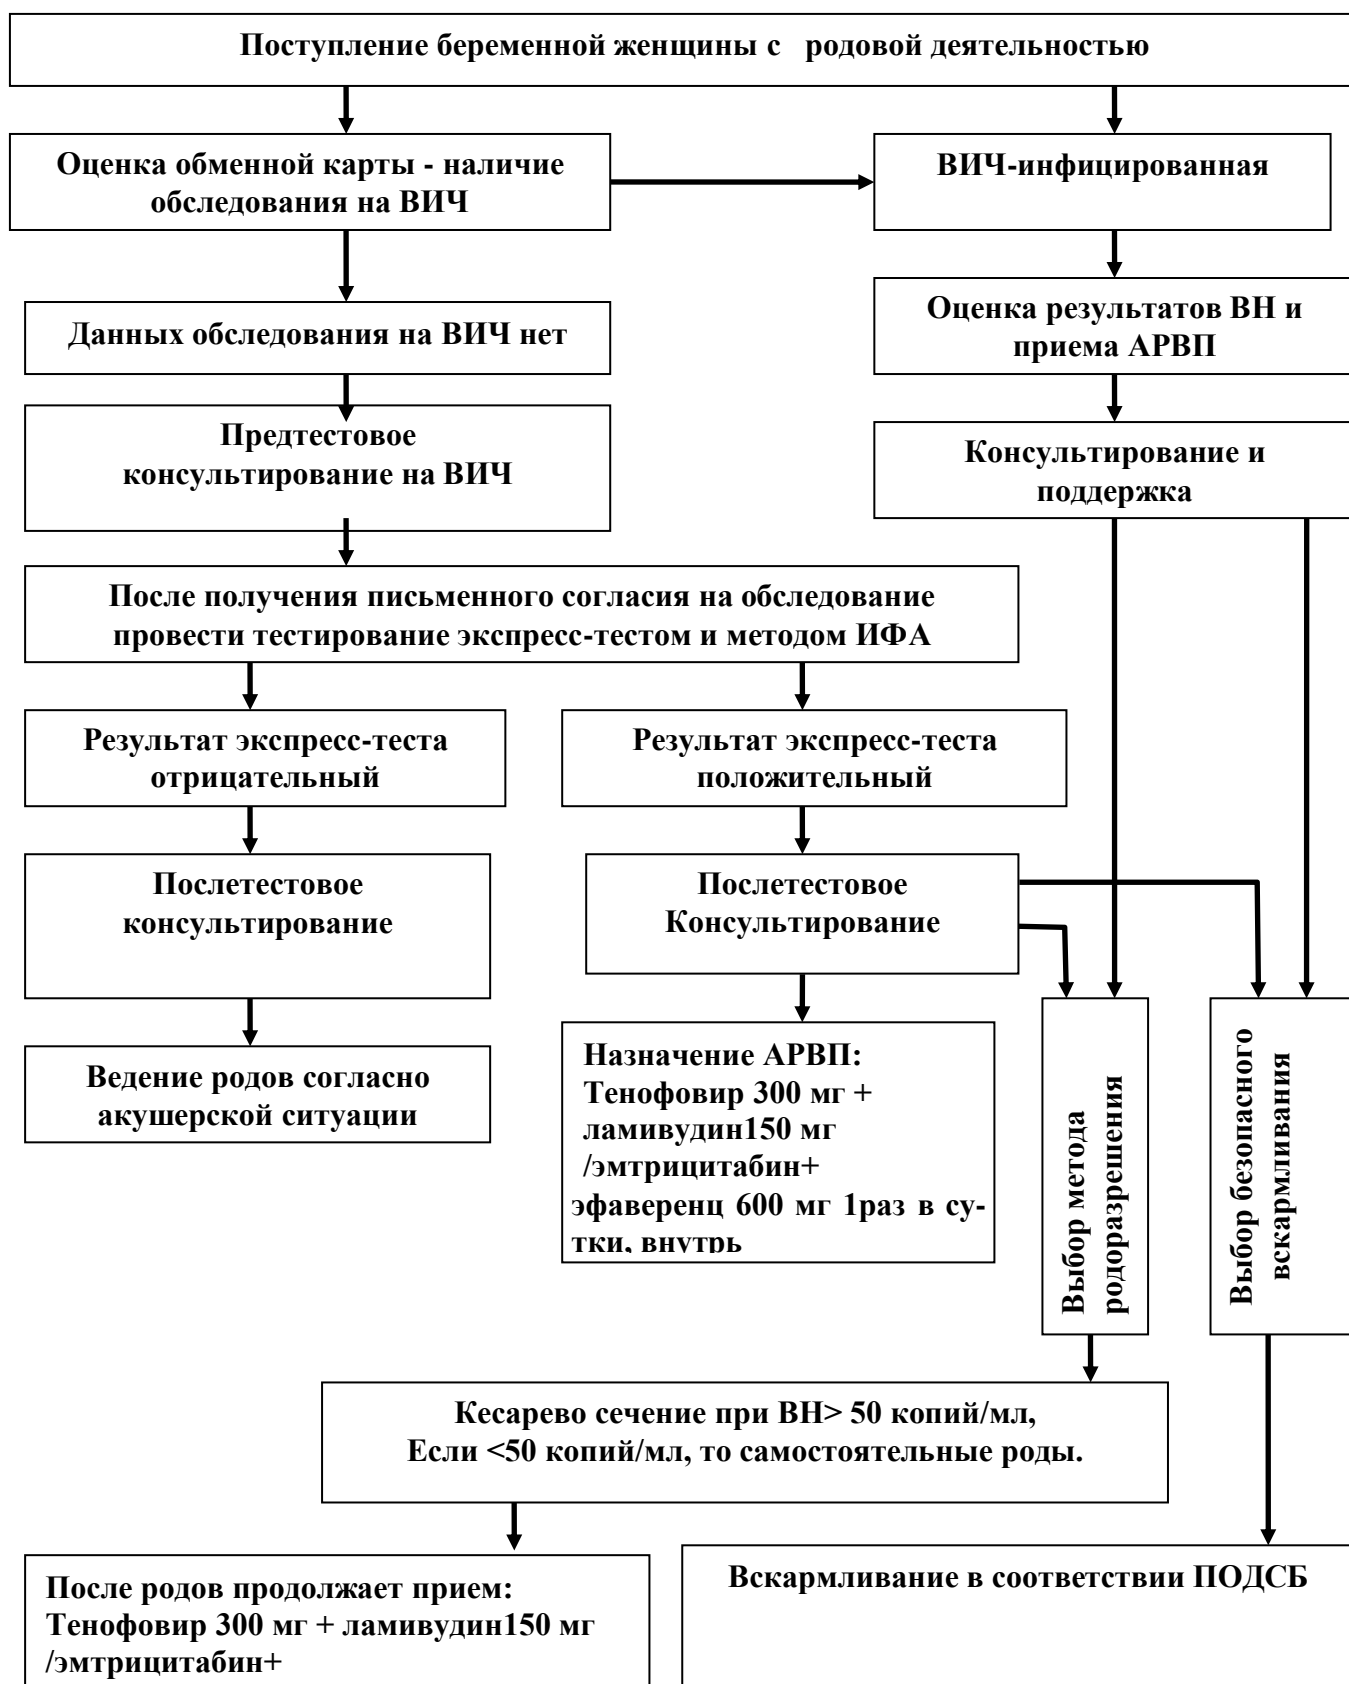 Поступление беременной женщины с родовой деятельностью
Оценка обменной карты - наличие
обследования на ВИЧ
ВИЧ-инфицированная
Данных обследования на ВИЧ нет
Оценка результатов ВН и
приема АРВП
Предтестовое
консультирование на ВИЧ
Консультирование и
поддержка
После получения письменного согласия на обследование
провести тестирование экспресс-тестом и методом ИФА
Результат экспресс-теста
отрицательный
Результат экспресс-теста
положительный
Послетестовое
консультирование
Послетестовое
Консультирование
Ведение родов согласно
акушерской ситуации
Назначение АРВП:
Тенофовир 300 мг +
ламивудин150 мг
/эмтрицитабин+
эфаверенц 600 мг 1раз в су-
тки, внутрь
Выбор метода
родоразрешения
Выбор безопасного
вскармливания
Кесарево сечение при ВН> 50 копий/мл,
Если <50 копий/мл, то самостоятельные роды.
После родов продолжает прием:
Тенофовир 300 мг + ламивудин150 мг
/эмтрицитабин+
Вскармливание в соответствии ПОДСБ